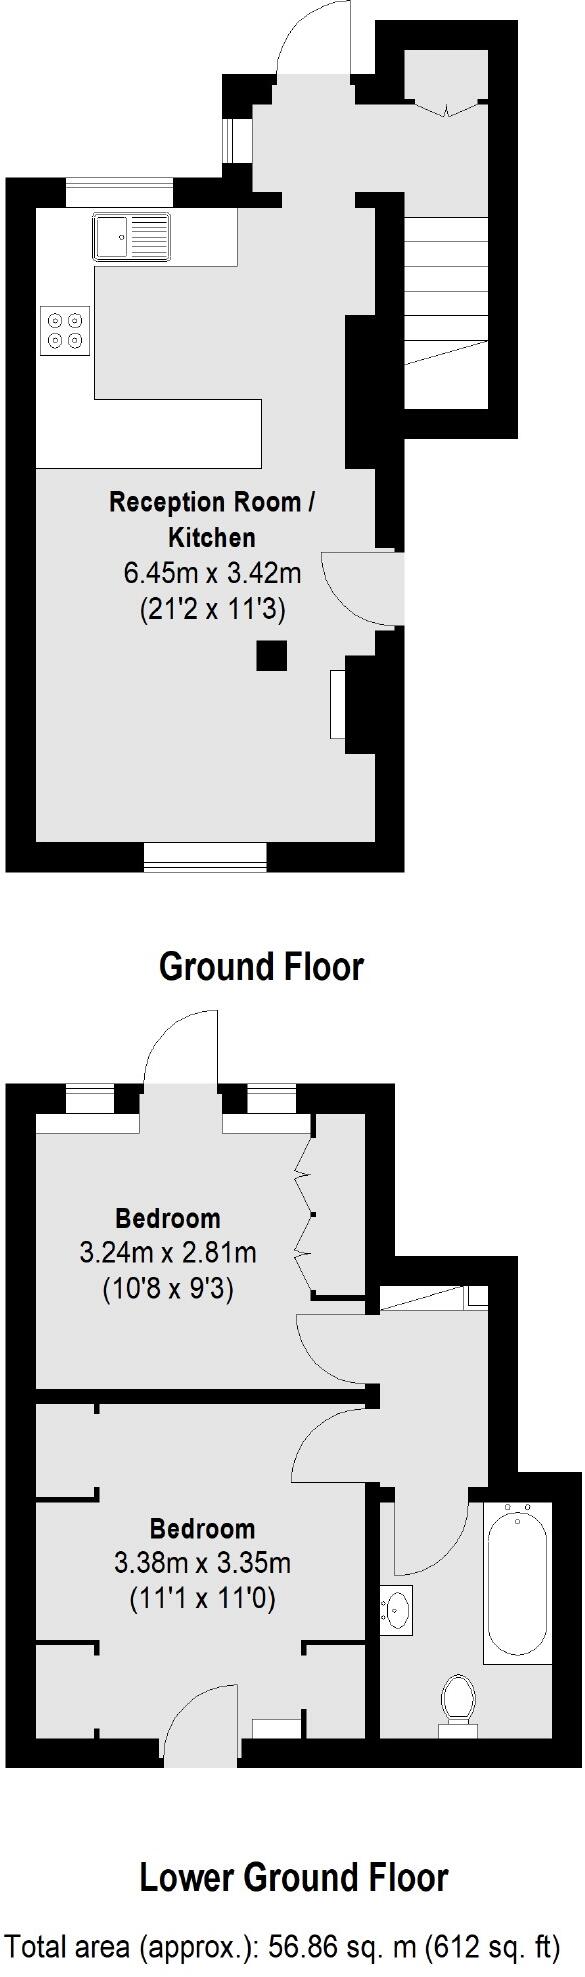 Reception Room /
Kitchen
6.45m x 3.42m
(21'2 x 11'3)
Ground Floor
Bedroom
3.24m x 2.81m
(10'8 x 9'3)
Bedroom
3.38m x 3.35m
(11'1 x 11'0)
Lower Ground Floor
Total area (approx.): 56.86 sq. m (612 sq. ft)